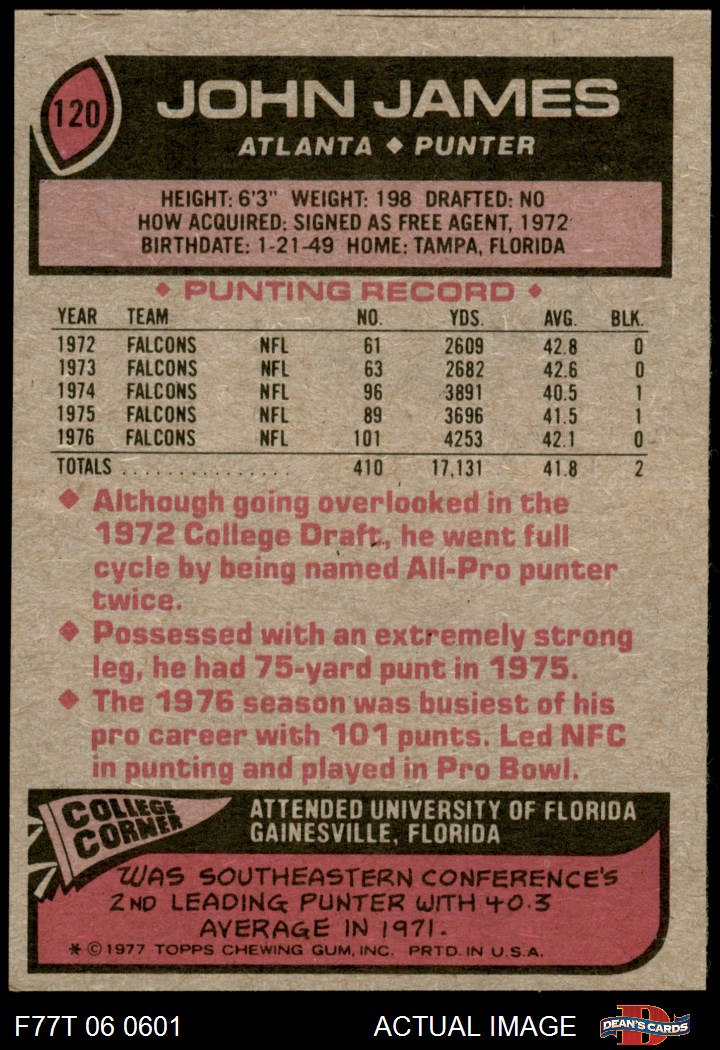 120
JOHN JAMES
ATLANTA ◆ PUNTER
HEIGHT: 6'3" WEIGHT: 198 DRAFTED: NO
HOW ACQUIRED: SIGNED AS FREE AGENT, 1972
BIRTHDATE: 1-21-49 HOME: TAMPA, FLORIDA
◆ PUNTING RECORD ◆
YEAR TEAM NO. YDS. AVG. BLK.
1972 FALCONS NFL 61 2609 42.8 0
1973 FALCONS NFL 63 2682 42.6 0
1974 FALCONS NFL 96 3891 40.5 1
1975 FALCONS NFL 89 3696 41.5 1
1976 FALCONS NFL 101 4253 42.1 0
TOTALS . . . . . . . . . . . . . . . . 410 17,131 41.8 2
◆ Although going overlooked in the
1972 College Draft, he went full
cycle by being named All-Pro punter
twice.
◆ Possessed with an extremely strong
leg, he had 75-yard punt in 1975.
◆ The 1976 season was busiest of his
pro career with 101 punts. Led NFC
in punting and played in Pro Bowl.
COLLEGE
CORNER
ATTENDED UNIVERSITY OF FLORIDA
GAINESVILLE, FLORIDA
WAS SOUTHEASTERN CONFERENCE'S
2ND LEADING PUNTER WITH 40.3
AVERAGE IN 1971.
* © 1977 TOPPS CHEWING GUM, INC. PRTD. IN U.S.A.
F77T 06 0601
ACTUAL IMAGE
D
DEAN'S CARDS